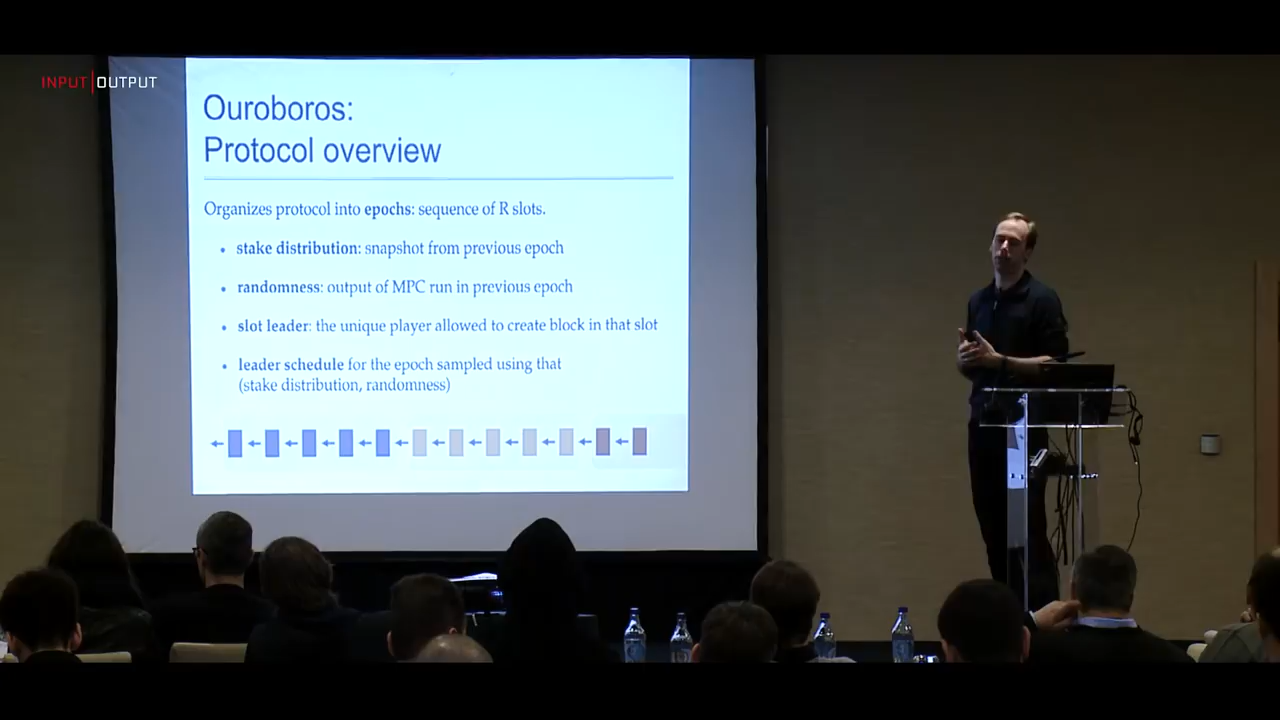 INPUT|OUTPUT
Ouroboros:
Protocol overview
Organizes protocol into epochs: sequence of R slots.
• stake distribution: snapshot from previous epoch
• randomness: output of MPC run in previous epoch
• slot leader: the unique player allowed to create block in that slot
• leader schedule for the epoch sampled using that
(stake distribution, randomness)